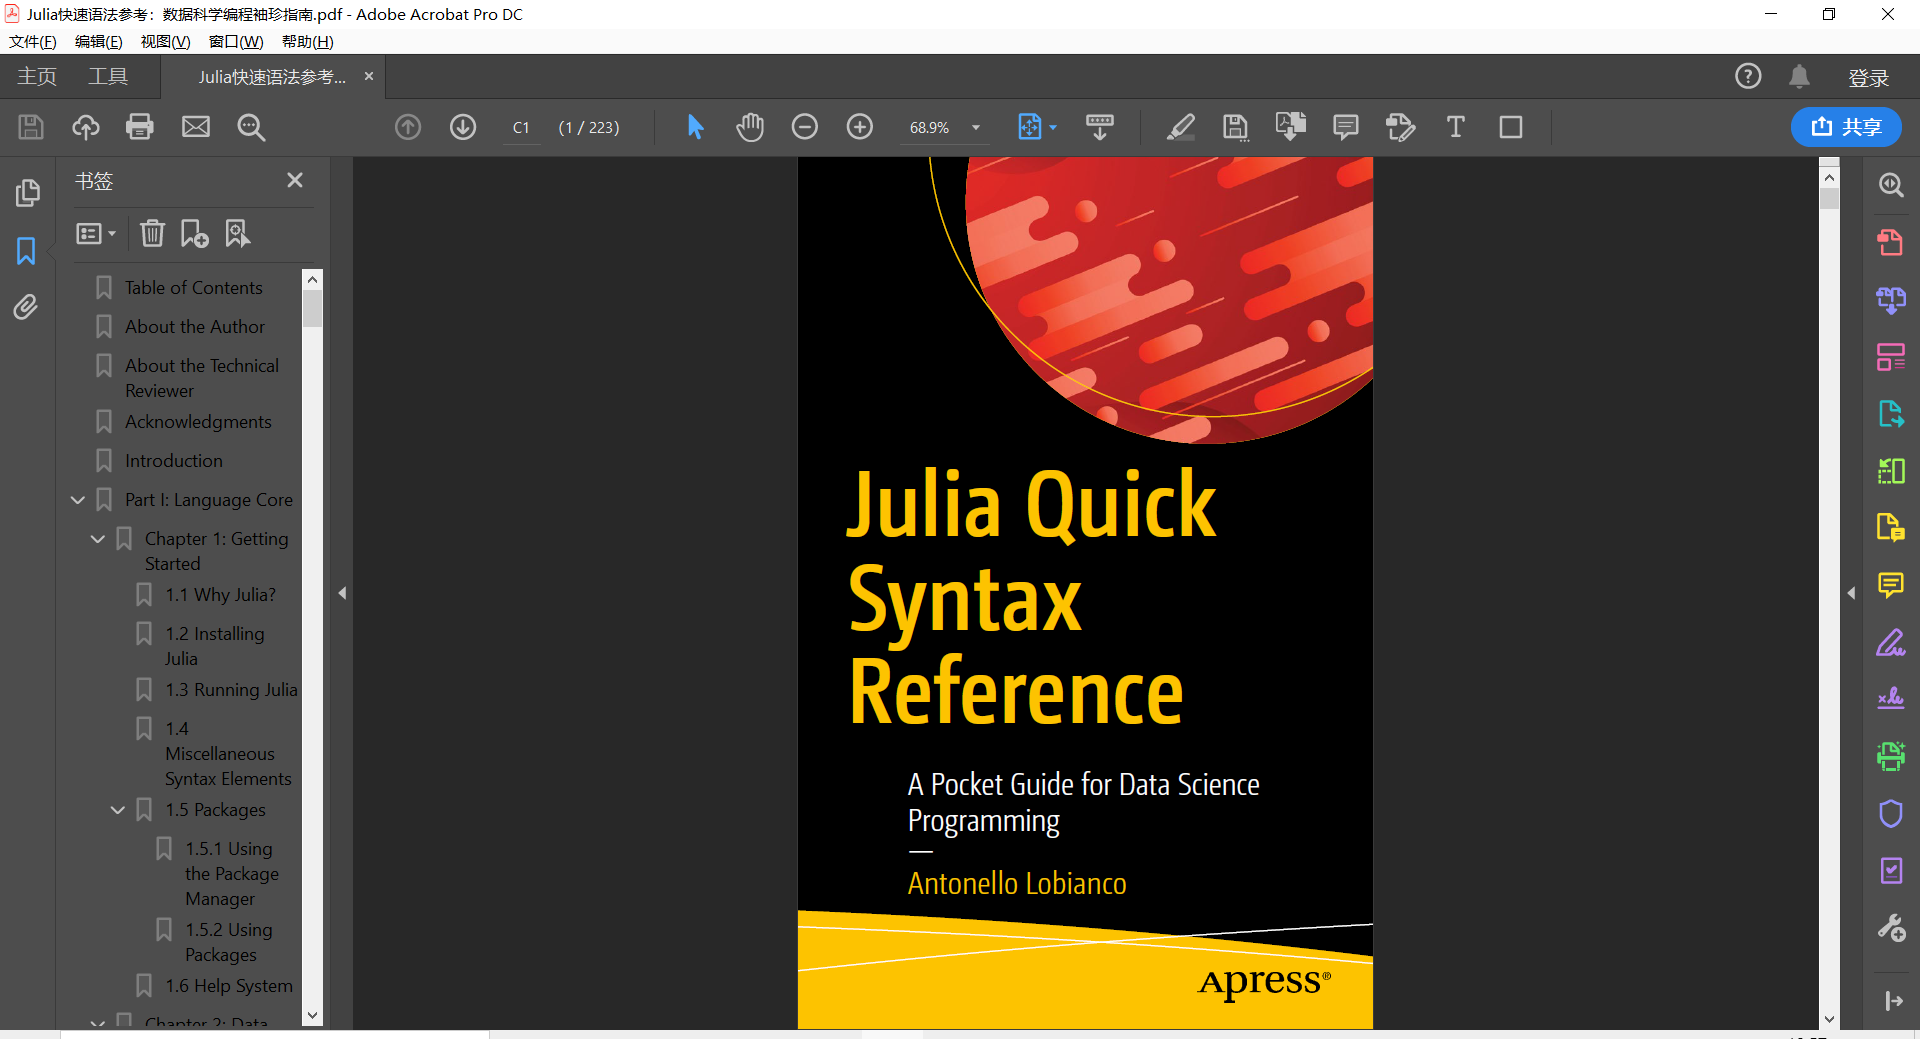 Julia快速语法参考：数据科学编程袖珍指南.pdf - Adobe Acrobat Pro DC
文件(F) 编辑(E) 视图(V) 窗口(W) 帮助(H)
主页 工具 Julia快速语法参考... × 登录
C1 (1 / 223) 68.9% 共享
书签
Table of Contents
About the Author
About the Technical
Reviewer
Acknowledgments
Introduction
Part I: Language Core
Chapter 1: Getting
Started
1.1 Why Julia?
1.2 Installing
Julia
1.3 Running Julia
1.4
Miscellaneous
Syntax Elements
1.5 Packages
1.5.1 Using
the Package
Manager
1.5.2 Using
Packages
1.6 Help System
Chapter 2: Data
Julia Quick
Syntax
Reference
A Pocket Guide for Data Science
Programming
—
Antonello Lobianco
Apress®